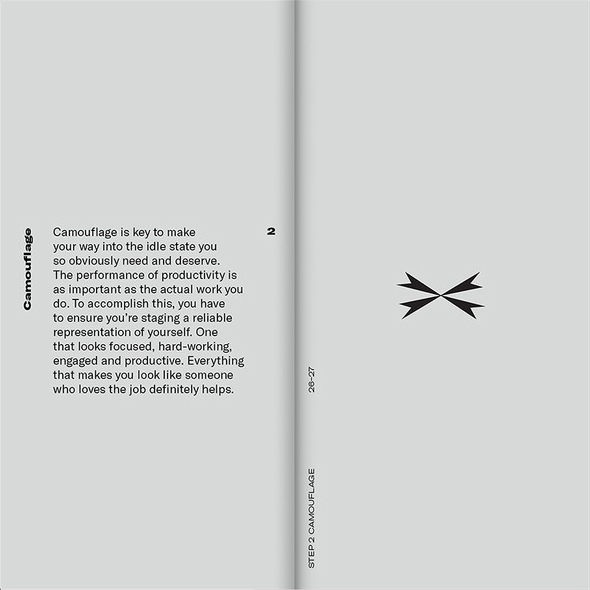 Camouflage
Camouflage is key to make
your way into the idle state you
so obviously need and deserve.
The performance of productivity is
as important as the actual work you
do. To accomplish this, you have
to ensure you're staging a reliable
representation of yourself. One
that looks focused, hard-working,
engaged and productive. Everything
that makes you look like someone
who loves the job definitely helps.
2
26–27
STEP 2 CAMOUFLAGE